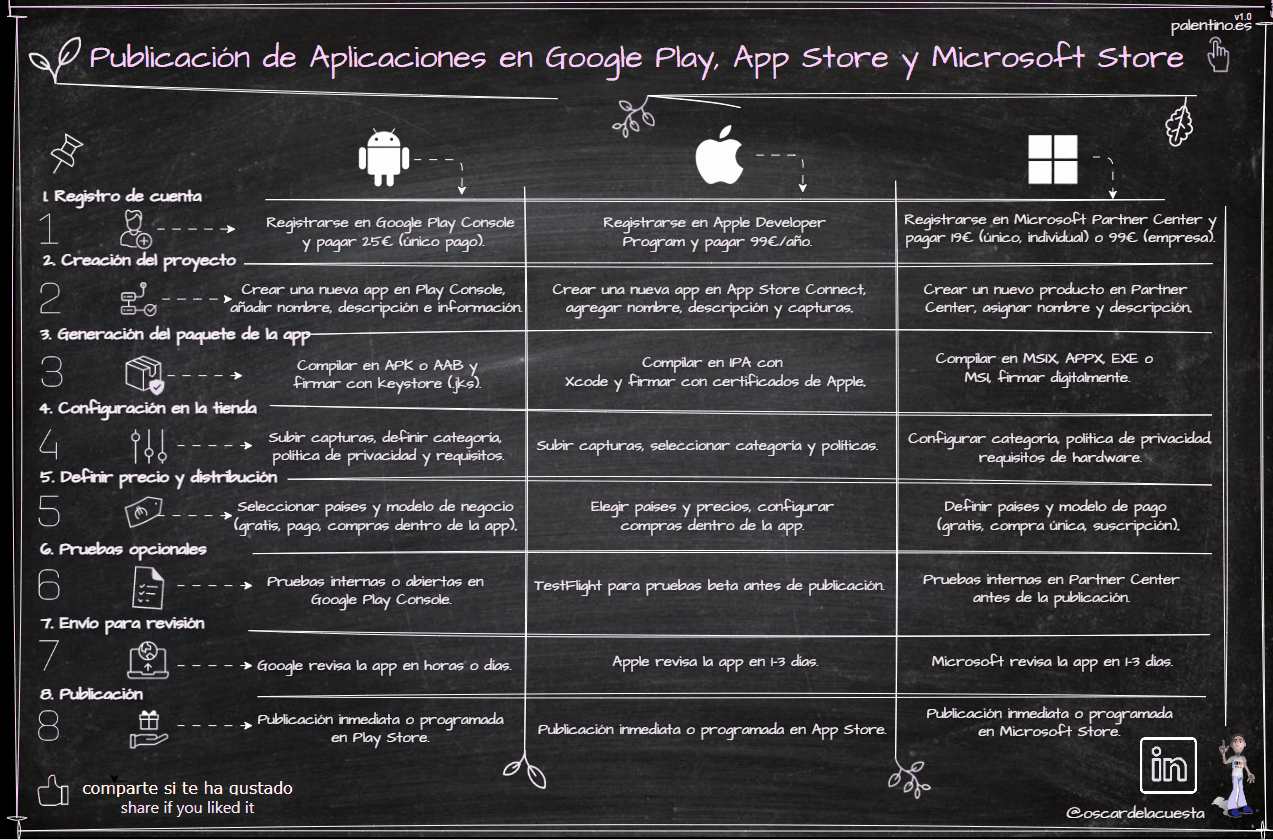 v1.0
palentino.es
Publicación de Aplicaciones en Google Play, App Store y Microsoft Store
1. Registro de cuenta
1
Registrarse en Google Play Console
y pagar 25€ (único pago).
Registrarse en Apple Developer
Program y pagar 99€/año.
Registrarse en Microsoft Partner Center y
pagar 19€ (único, individual) o 99€ (empresa).
2. Creación del proyecto
2
Crear una nueva app en Play Console,
añadir nombre, descripción e información.
Crear una nueva app en App Store Connect,
agregar nombre, descripción y capturas.
Crear un nuevo producto en Partner
Center, asignar nombre y descripción.
3. Generación del paquete de la app
3
Compilar en APK o AAB y
firmar con keystore (.jks).
Compilar en IPA con
Xcode y firmar con certificados de Apple.
Compilar en MSIX, APPX, EXE o
MSI, firmar digitalmente.
4. Configuración en la tienda
4
Subir capturas, definir categoría,
política de privacidad y requisitos.
Subir capturas, seleccionar categoría y políticas.
Configurar categoría, política de privacidad,
requisitos de hardware.
5. Definir precio y distribución
5
Seleccionar países y modelo de negocio
(gratis, pago, compras dentro de la app).
Elegir países y precios, configurar
compras dentro de la app.
Definir países y modelo de pago
(gratis, compra única, suscripción).
6. Pruebas opcionales
6
Pruebas internas o abiertas en
Google Play Console.
TestFlight para pruebas beta antes de publicación.
Pruebas internas en Partner Center
antes de la publicación.
7. Envío para revisión
7
Google revisa la app en horas o días.
Apple revisa la app en 1-3 días.
Microsoft revisa la app en 1-3 días.
8. Publicación
8
Publicación inmediata o programada
en Play Store.
Publicación inmediata o programada en App Store.
Publicación inmediata o programada
en Microsoft Store.
comparte si te ha gustado
share if you liked it
in
@oscardelacuesta